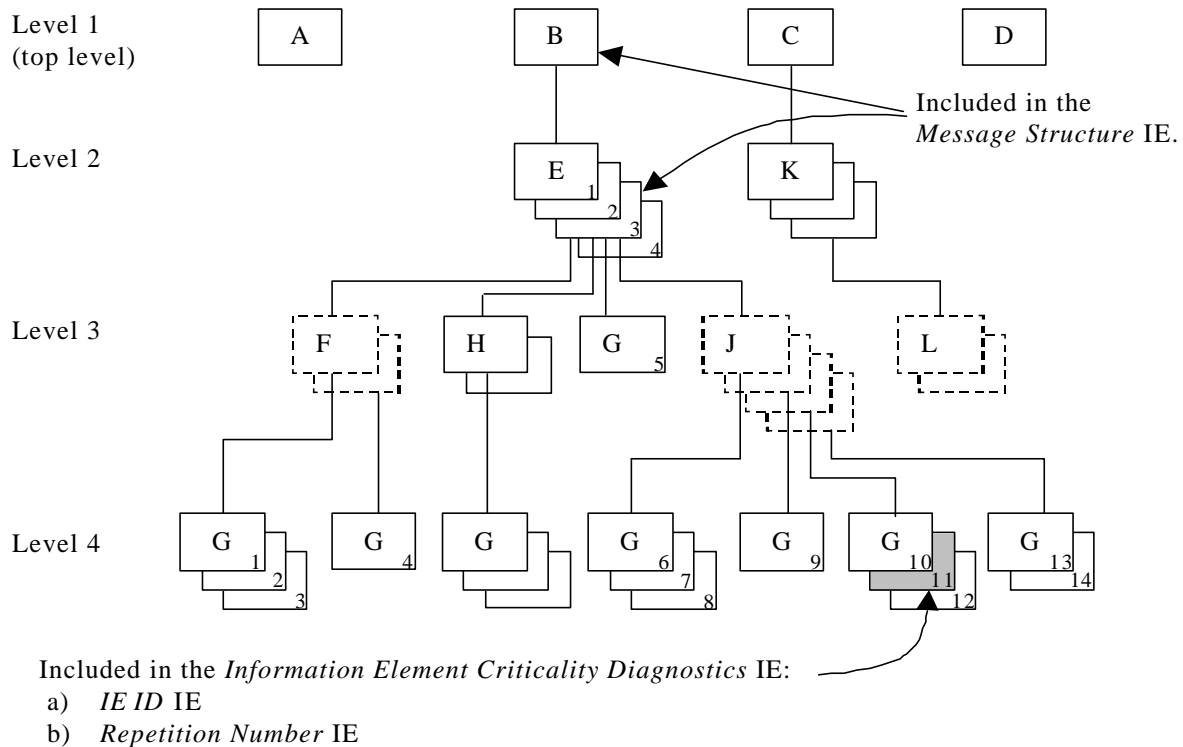 Level 1
(top level)
A
B
C
D
Included in the
Message Structure IE.
Level 2
E
1
2
3
4
K
Level 3
F
H
G
5
J
L
Level 4
G
1
2
3
G
4
G
G
6
7
8
G
9
G
10
11
12
G
13
14
Included in the Information Element Criticality Diagnostics IE:
a) IE ID IE
b) Repetition Number IE